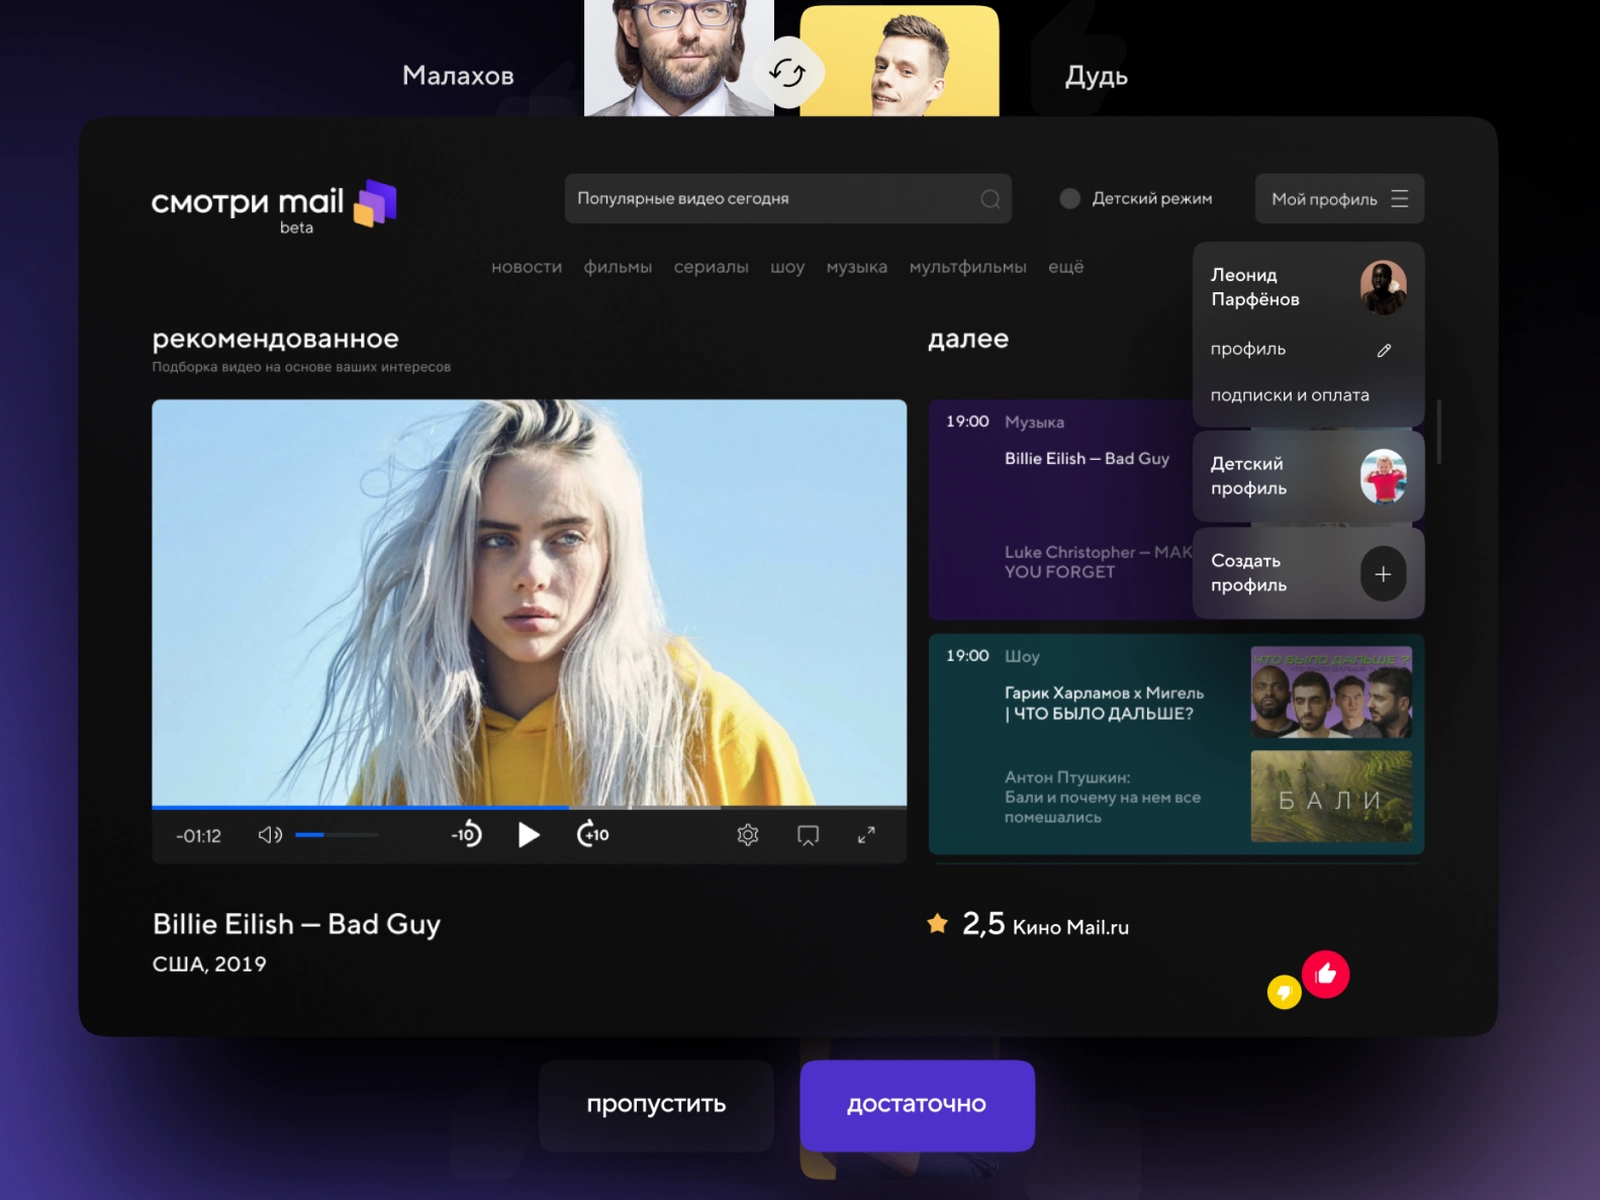 Малахов
Дудь
смотри mail
beta
Популярные видео сегодня
Детский режим
Мой профиль
новости фильмы сериалы шоу музыка мультфильмы ещё
Леонид
Парфёнов
профиль
подписки и оплата
Детский
профиль
Создать
профиль
рекомендованное
Подборка видео на основе ваших интересов
далее
19:00 Музыка
Billie Eilish — Bad Guy
Luke Christopher — MAK
YOU FORGET
19:00 Шоу
Гарик Харламов х Мигель
| ЧТО БЫЛО ДАЛЬШЕ?
ЧТО БЫЛО ДАЛЬШЕ ?
Антон Птушкин:
Бали и почему на нем все
помешались
БАЛИ
-01:12
-10
+10
Billie Eilish — Bad Guy
США, 2019
2,5 Кино Mail.ru
пропустить
достаточно